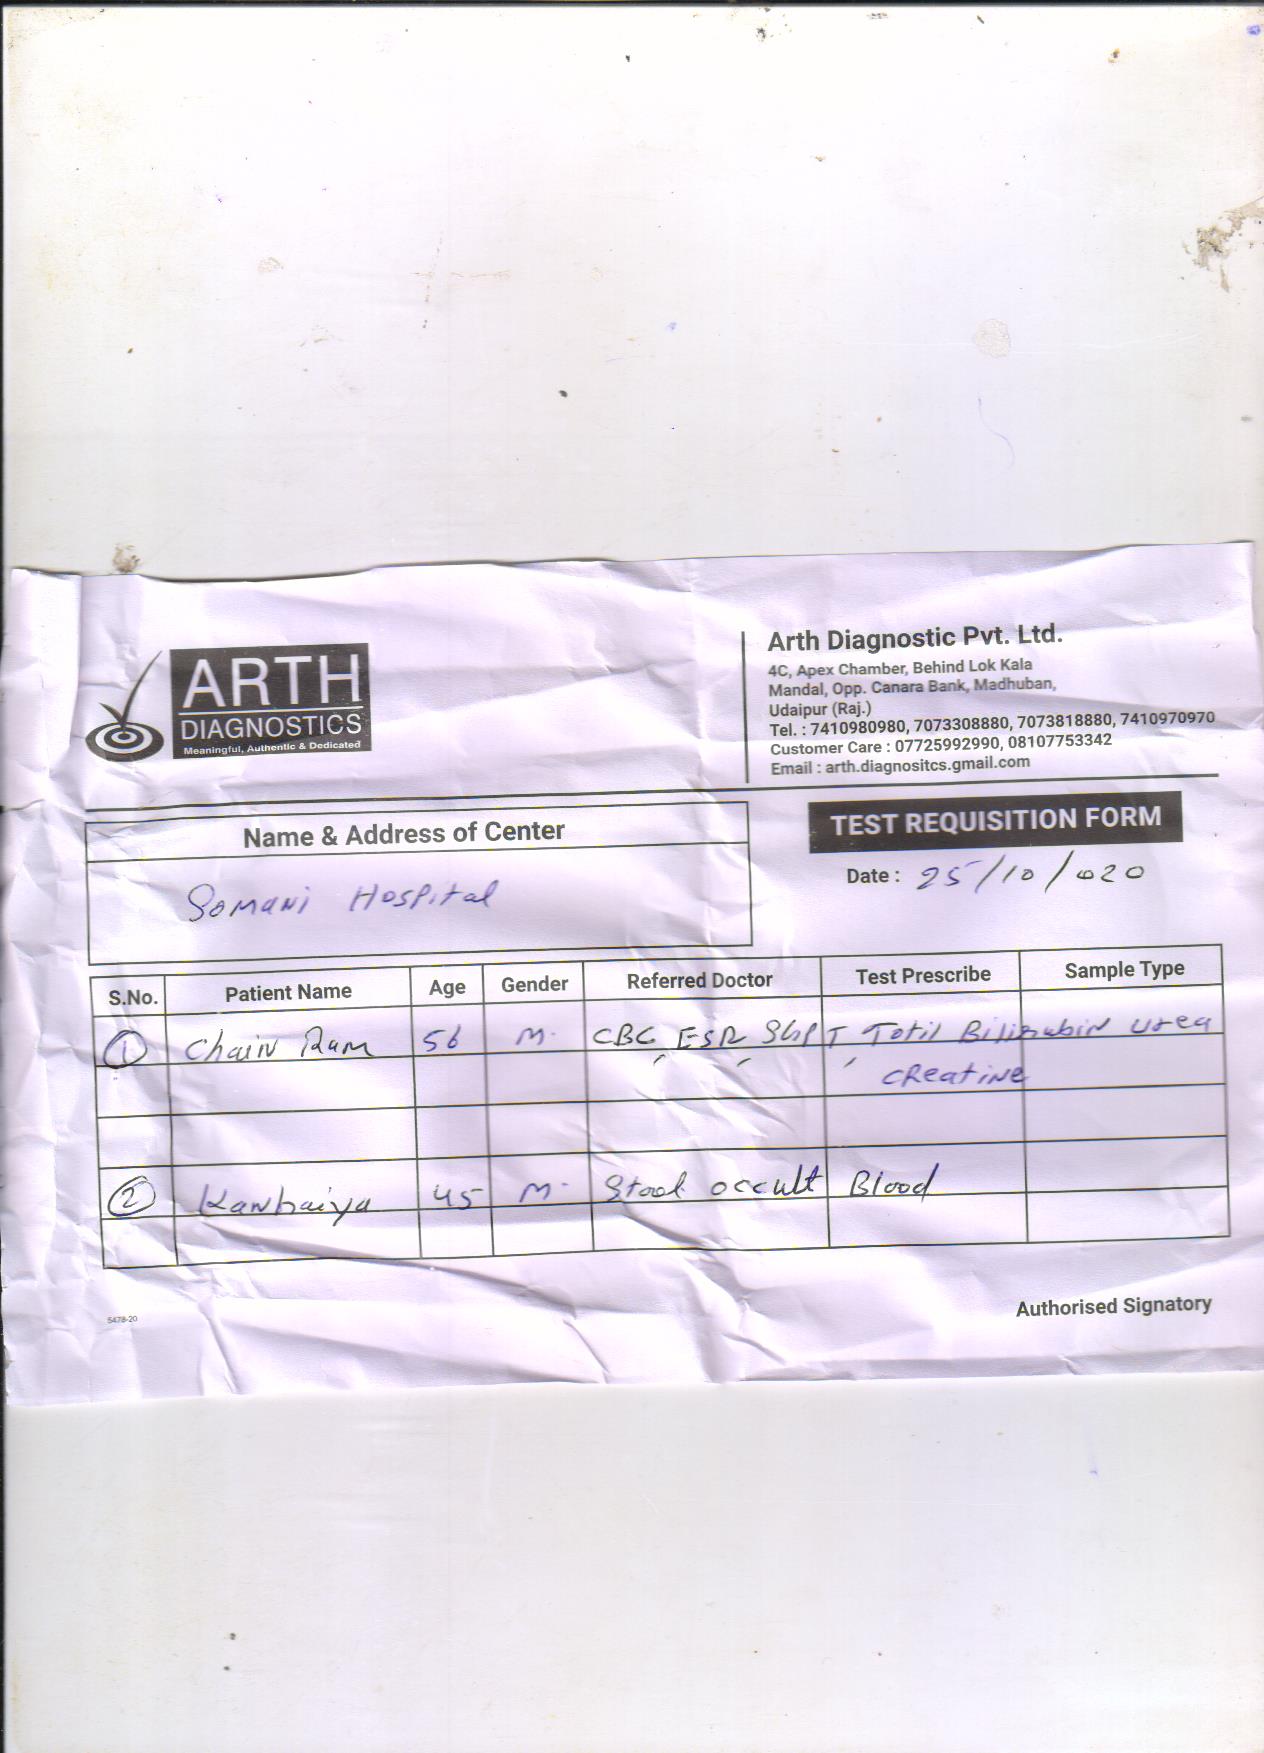 ARTH
DIAGNOSTICS
Meaningful, Authentic & Dedicated
Arth Diagnostic Pvt. Ltd.
4C, Apex Chamber, Behind Lok Kala
Mandal, Opp. Canara Bank, Madhuban,
Udaipur (Raj.)
Tel. : 7410980980, 7073308880, 7073818880, 7410970970
Customer Care : 07725992990, 08107753342
Email : arth.diagnositcs.gmail.com
Name & Address of Center
TEST REQUISITION FORM
Somani Hospital
Date : 25/10/020
S.No. Patient Name Age Gender Referred Doctor Test Prescribe Sample Type
1 Chain Ram 56 M. CBC, ESR, SGPT, Totil Bilirubin urea
Creatine
2 Kanhaiya 45 M. Stool occult Blood
Authorised Signatory
5478-20